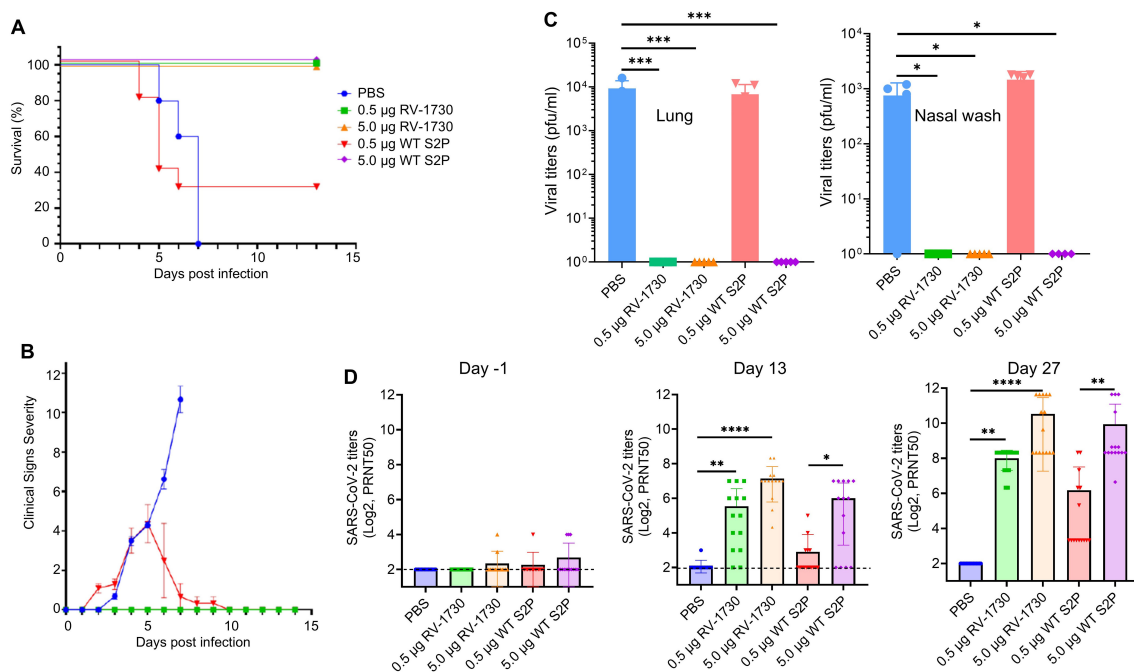 A
Survival (%)
100
80
60
40
20
0
0
5
10
15
Days post infection
PBS
0.5 µg RV-1730
5.0 µg RV-1730
0.5 µg WT S2P
5.0 µg WT S2P
B
Clinical Signs Severity
12
10
8
6
4
2
0
0
5
10
15
Days post infection
C
Viral titers (pfu/ml)
10⁵
10⁴
10³
10²
10¹
10⁰
***
***
***
Lung
PBS
0.5 µg RV-1730
5.0 µg RV-1730
0.5 µg WT S2P
5.0 µg WT S2P
Viral titers (pfu/ml)
10⁴
10³
10²
10¹
10⁰
*
*
*
Nasal wash
PBS
0.5 µg RV-1730
5.0 µg RV-1730
0.5 µg WT S2P
5.0 µg WT S2P
D
Day -1
SARS-CoV-2 titers
(Log2, PRNT50)
12
10
8
6
4
2
PBS
0.5 µg RV-1730
5.0 µg RV-1730
0.5 µg WT S2P
5.0 µg WT S2P
Day 13
SARS-CoV-2 titers
(Log2, PRNT50)
12
10
8
6
4
2
****
**
*
PBS
0.5 µg RV-1730
5.0 µg RV-1730
0.5 µg WT S2P
5.0 µg WT S2P
Day 27
SARS-CoV-2 titers
(Log2, PRNT50)
12
10
8
6
4
2
****
**
**
PBS
0.5 µg RV-1730
5.0 µg RV-1730
0.5 µg WT S2P
5.0 µg WT S2P